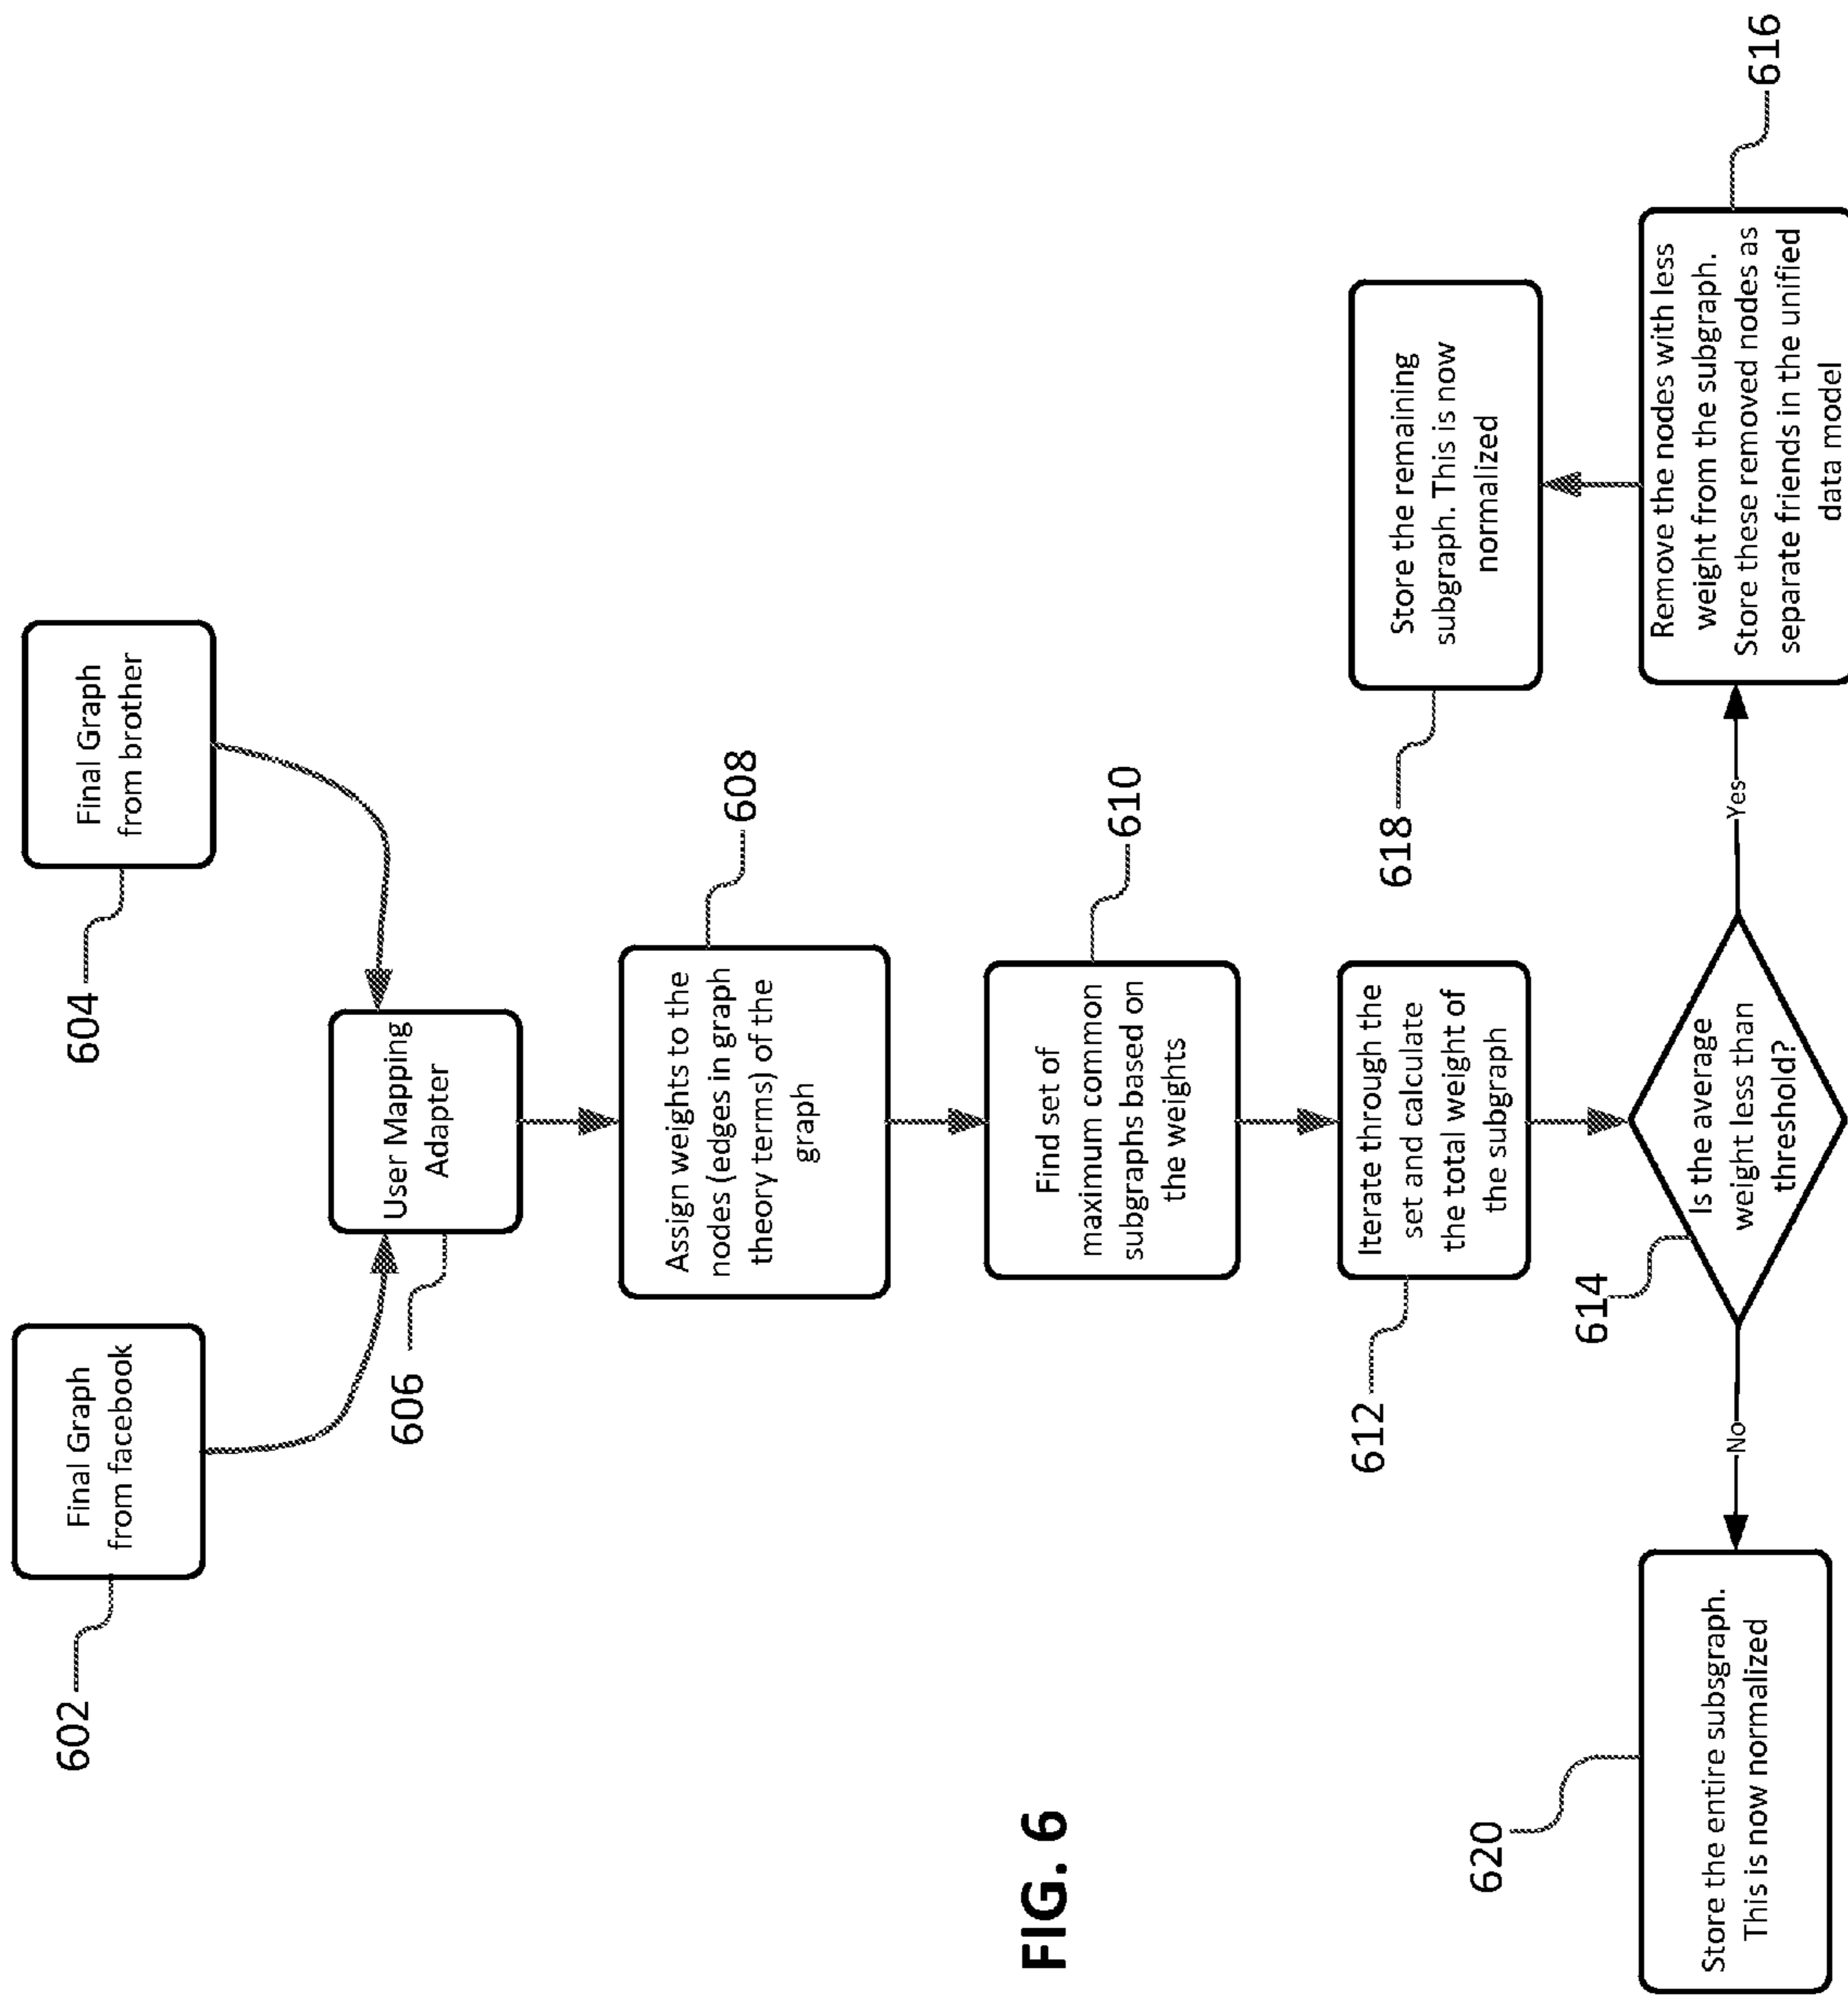 602
Final Graph
from facebook
604
Final Graph
from brother
606
User Mapping
Adapter
608
Assign weights to the
nodes (edges in graph
theory terms) of the
graph
610
Find set of
maximum common
subgraphs based on
the weights
612
Iterate through the
set and calculate
the total weight of
the subgraph
614
Is the average
weight less than
threshold?
No
Yes
620
Store the entire subsgraph.
This is now normalized
616
Remove the nodes with less
weight from the subgraph.
Store these removed nodes as
separate friends in the unified
data model
618
Store the remaining
subgraph. This is now
normalized
FIG. 6